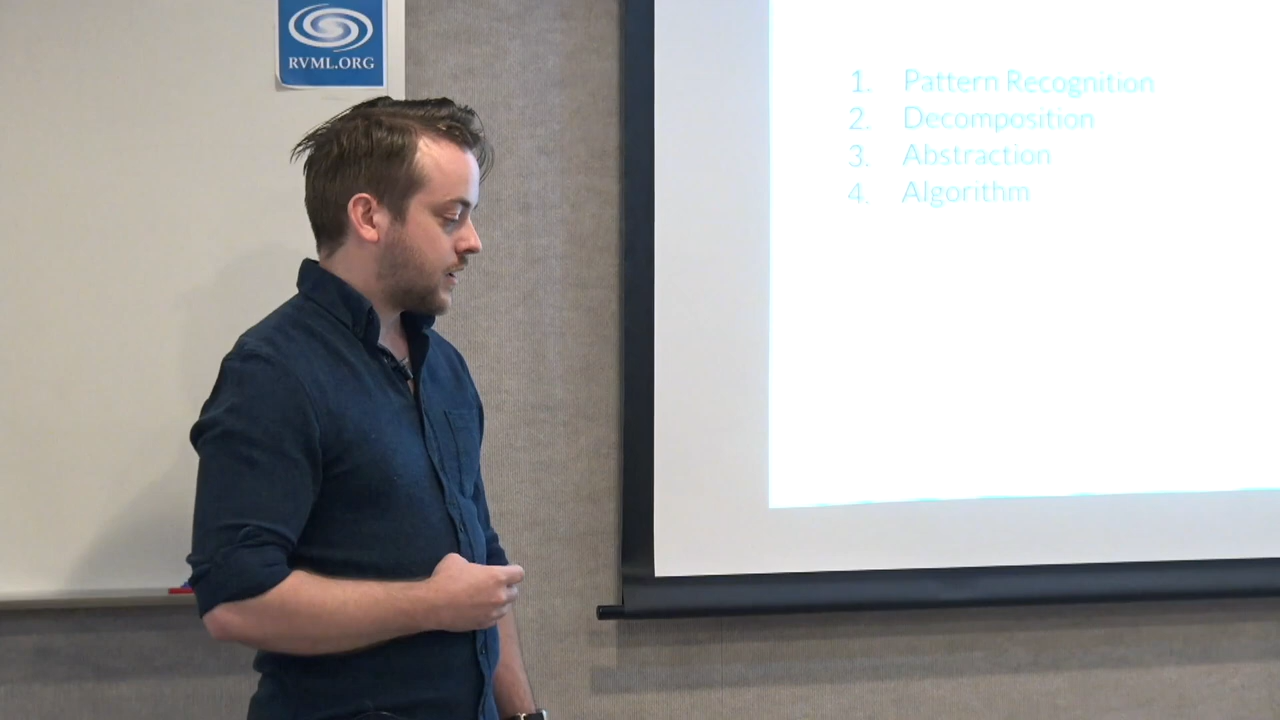 RVML.ORG
1. Pattern Recognition
2. Decomposition
3. Abstraction
4. Algorithm